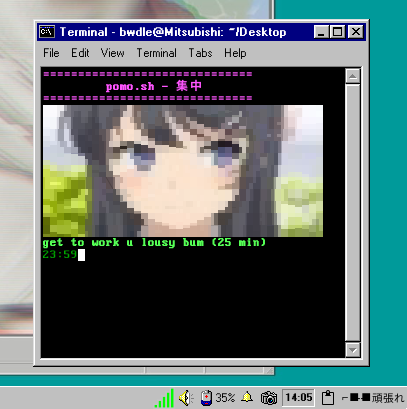 Terminal - bwdle@Mitsubishi: ~/Desktop
File Edit View Terminal Tabs Help
==============================
pomo.sh - 集中
==============================
get to work u lousy bum (25 min)
23:59
35% 14:05 頑張れ